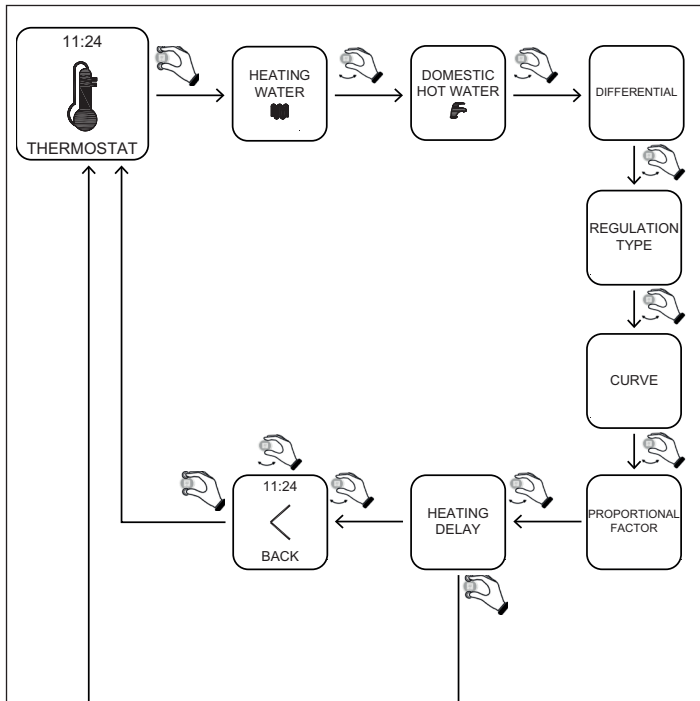 11:24
THERMOSTAT
HEATING
WATER
DOMESTIC
HOT WATER
DIFFERENTIAL
REGULATION
TYPE
CURVE
PROPORTIONAL
FACTOR
HEATING
DELAY
11:24
BACK